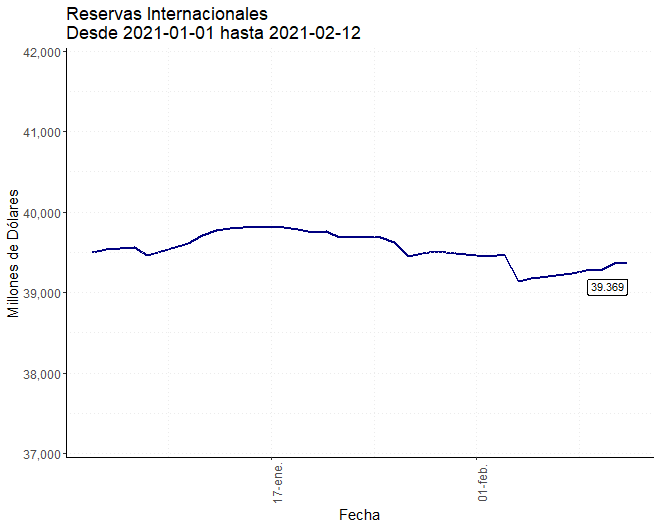 Reservas Internacionales
Desde 2021-01-01 hasta 2021-02-12
42,000
41,000
40,000
39,000
38,000
37,000
Millones de Dólares
39.369
17-ene.
01-feb.
Fecha